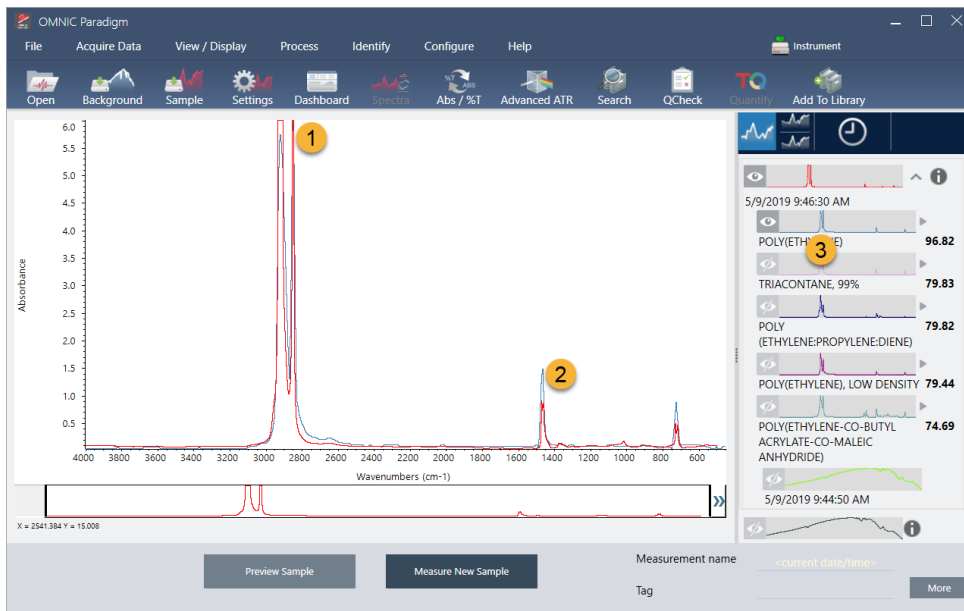 OMNIC Paradigm
File Acquire Data View / Display Process Identify Configure Help Instrument
%T ABS TQ
Open Background Sample Settings Dashboard Spectra Abs / %T Advanced ATR Search QCheck Quantify Add To Library
6.0
5.5
5.0
4.5
4.0
3.5
3.0
2.5
2.0
1.5
1.0
0.5
Absorbance
1
2
4000 3800 3600 3400 3200 3000 2800 2600 2400 2200 2000 1800 1600 1400 1200 1000 800 600
Wavenumbers (cm-1)
X = 2541.384 Y = 15.008
5/9/2019 9:46:30 AM
3
POLY(ETH NE) 96.82
TRIACONTANE, 99% 79.83
POLY 79.82
(ETHYLENE:PROPYLENE:DIENE)
POLY(ETHYLENE), LOW DENSITY 79.44
POLY(ETHYLENE-CO-BUTYL 74.69
ACRYLATE-CO-MALEIC
ANHYDRIDE)
5/9/2019 9:44:50 AM
Preview Sample
Measure New Sample
Measurement name <current date/time>
Tag
More